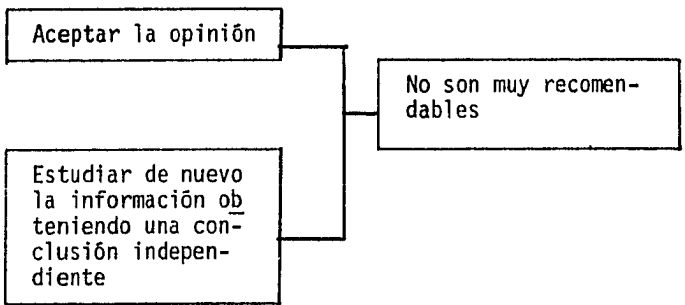 Aceptar la opinión
No son muy recomen-
dables
Estudiar de nuevo
la información ob
teniendo una con-
clusión indepen-
diente